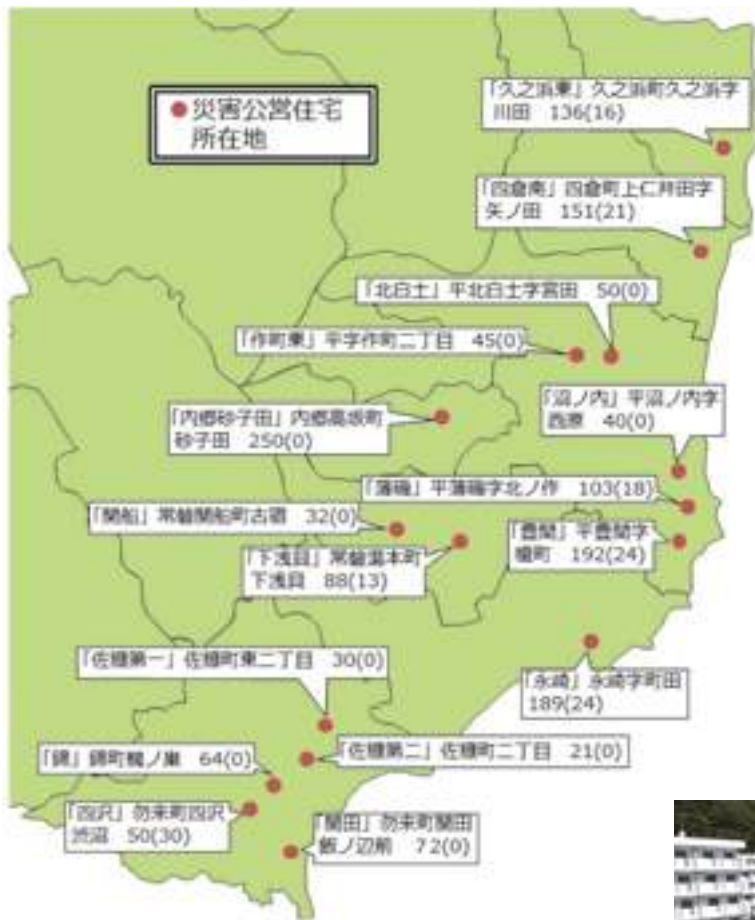 ●災害公営住宅
所在地
「久之浜東」久之浜町久之浜字
川田 136(16)
「四倉南」四倉町上仁井田字
矢ノ田 151(21)
「北白土」平北白土字宮田 50(0)
「作町東」平字作町二丁目 45(0)
「沼ノ内」平沼ノ内字
西原 40(0)
「内郷砂子田」内郷高坂町
砂子田 250(0)
「薄磯」平薄磯字北ノ作 103(18)
「関船」常磐関船町古宿 32(0)
「豊間」平豊間字
榎町 192(24)
「下浅貝」常磐湯本町
下浅貝 88(13)
「佐糠第一」佐糠町東二丁目 30(0)
「永崎」永崎字町田
189(24)
「錦」錦町鵜ノ巣 64(0)
「佐糠第二」佐糠町二丁目 21(0)
「四沢」勿来町四沢
渋沼 50(30)
「関田」勿来町関田
飯ノ辺前 72(0)